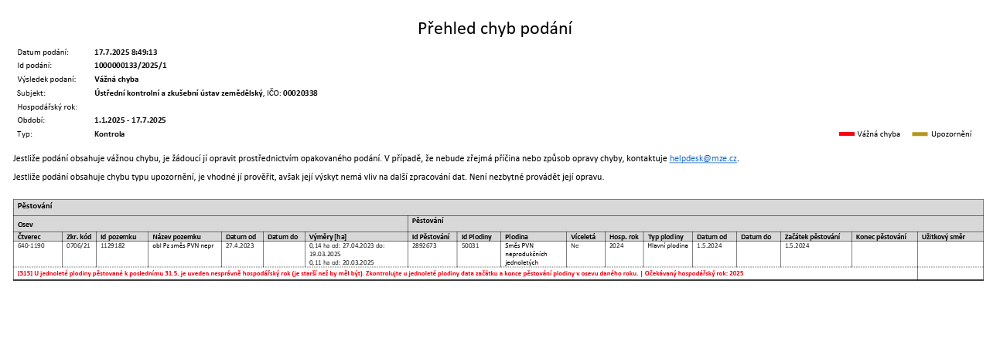 Přehled chyb podání
Datum podání: 17.7.2025 8:49:13
Id podání: 1000000133/2025/1
Výsledek podaní: Vážná chyba
Subjekt: Ústřední kontrolní a zkušební ústav zemědělský, IČO: 00020338
Hospodářský rok:
Období: 1.1.2025 - 17.7.2025
Typ: Kontrola
Vážná chyba Upozornění
Jestliže podání obsahuje vážnou chybu, je žádoucí jí opravit prostřednictvím opakovaného podání. V případě, že nebude zřejmá příčina nebo způsob opravy chyby, kontaktuje helpdesk@mze.cz.
Jestliže podání obsahuje chybu typu upozornění, je vhodné jí prověřit, avšak její výskyt nemá vliv na další zpracování dat. Není nezbytné provádět její opravu.
Pěstování
Osev Pěstování
Čtverec Zkr. kód Id pozemku Název pozemku Datum od Datum do Výměry [ha] Id Pěstování Id Plodiny Plodina Víceletá Hosp. rok Typ plodiny Datum od Datum do Začátek pěstování Konec pěstování Užitkový směr
640-1190 0706/21 1129182 obl Pz směs PVN nepr 27.4.2023 0,14 ha od: 27.04.2023 do: 2892673 50031 Směs PVN Ne 2024 Hlavní plodina 1.5.2024 1.5.2024
19.03.2025 neprodukčních
0,11 ha od: 20.03.2025 jednoletých
[315] U jednoleté plodiny pěstované k poslednímu 31.5. je uveden nesprávně hospodářský rok (je starší než by měl být). Zkontrolujte u jednoleté plodiny data začátku a konce pěstování plodiny v osevu daného roku. | Očekávaný hospodářský rok: 2025